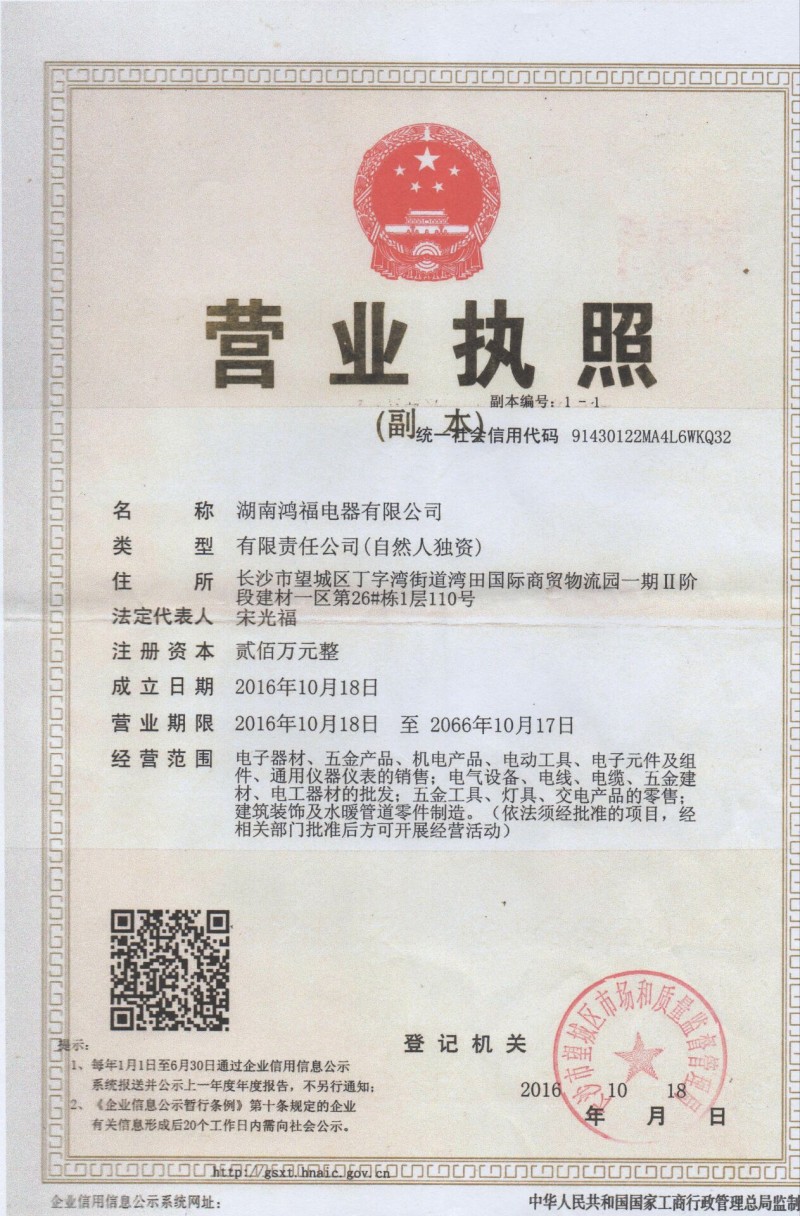 营业执照
副本编号：1-1
(副 本)
统一社会信用代码 91430122MA4L6WKQ32
名 称 湖南鸿福电器有限公司
类 型 有限责任公司(自然人独资)
住 所 长沙市望城区丁字湾街道湾田国际商贸物流园一期Ⅱ阶
段建材一区第26#栋1层110号
法定代表人 宋光福
注册资本 贰佰万元整
成立日期 2016年10月18日
营业期限 2016年10月18日 至 2066年10月17日
经营范围 电子器材、五金产品、机电产品、电动工具、电子元件及组
件、通用仪器仪表的销售；电气设备、电线、电缆、五金建
材、电工器材的批发；五金工具、灯具、交电产品的零售；
建筑装饰及水暖管道零件制造。（依法须经批准的项目，经
相关部门批准后方可开展经营活动）
提示：
1、每年1月1日至6月30日通过企业信用信息公示
系统报送并公示上一年度年度报告，不另行通知；
2、《企业信息公示暂行条例》第十条规定的企业
有关信息形成后20个工作日内需向社会公示。
登记机关
长沙市望城区市场和质量监督管理局
2016 10 18
年 月 日
http://gsxt.hnaic.gov.cn
企业信用信息公示系统网址：
中华人民共和国国家工商行政管理总局监制